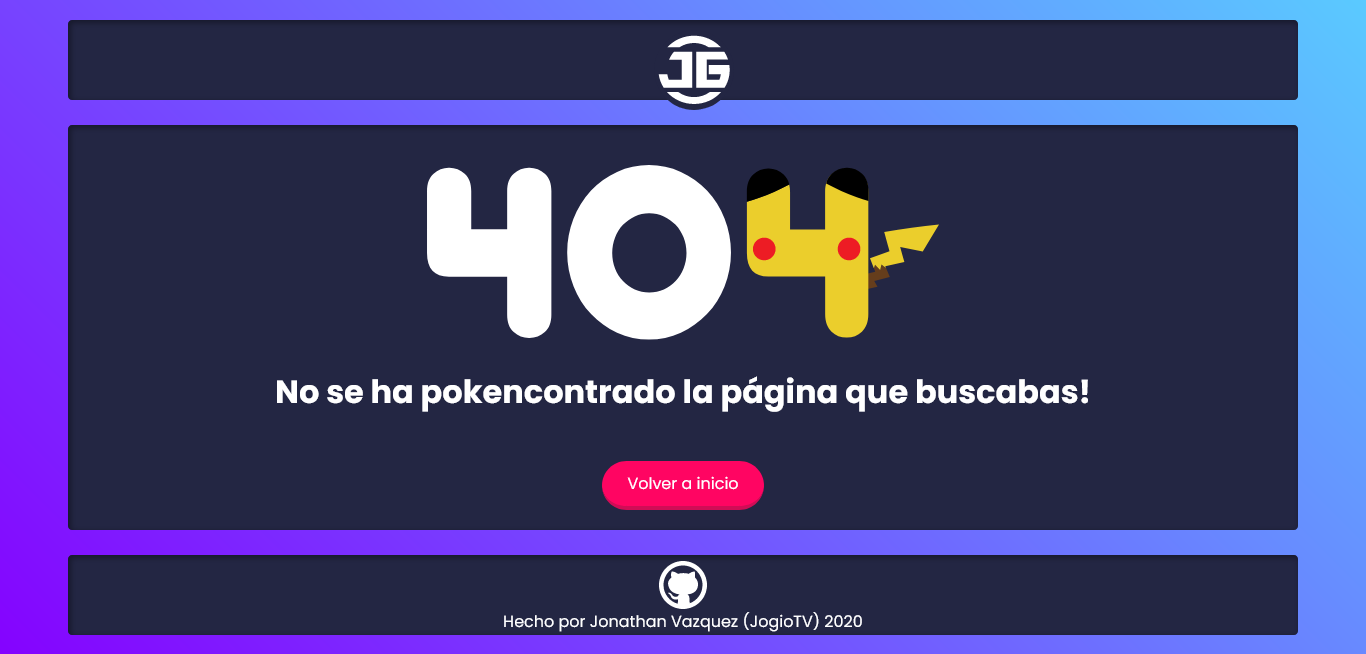 JG
404
No se ha pokencontrado la página que buscabas!
Volver a inicio
Hecho por Jonathan Vazquez (JogioTV) 2020